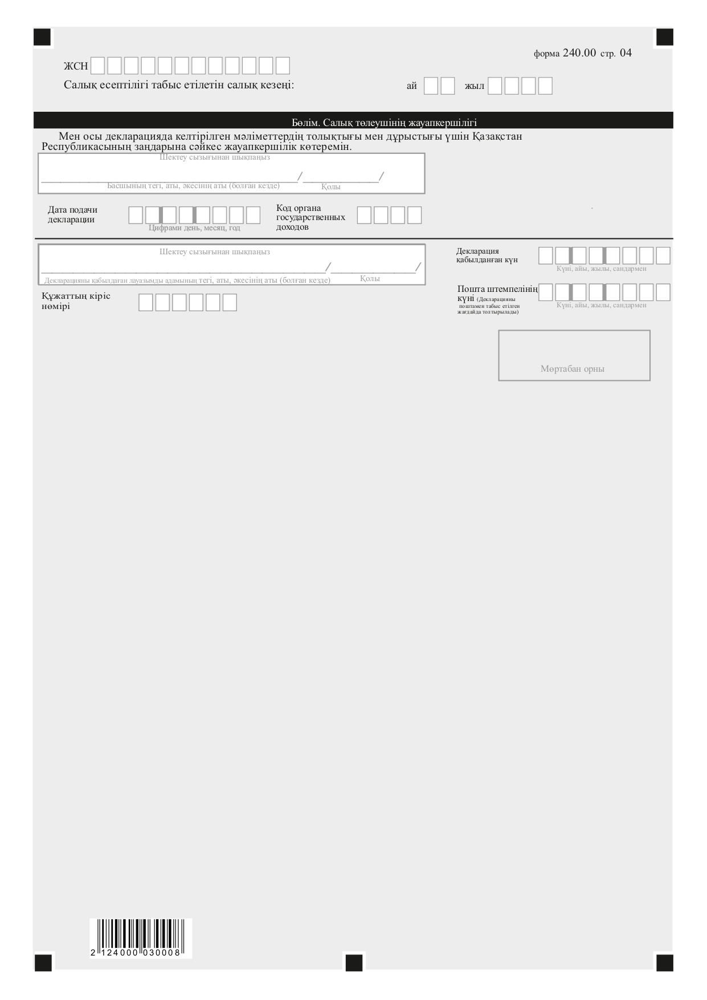 форма 240.00 стр. 04
ЖСН
Салық есептілігі табыс етілетін салық кезеңі: ай жыл
Бөлім. Салық төлеушінің жауапкершілігі
Мен осы декларацияда келтірілген мәліметтердің толықтығы мен дұрыстығы үшін Қазақстан
Республикасының заңдарына сәйкес жауапкершілік көтеремін.
Шектеу сызығынан шықпаңыз
/ /
Басшының тегі, аты, әкесінің аты (болған кезде) Қолы
Дата подачи
декларации
Цифрами день, месяц, год
Код органа
государственных
доходов
Шектеу сызығынан шықпаңыз
/ /
Декларацияны қабылдаған лауазымды адамының тегі, аты, әкесінің аты (болған кезде) Қолы
Декларация
қабылданған күн
Күні, айы, жылы, сандармен
Құжаттың кіріс
нөмірі
Пошта штемпелінің
күні (Декларацияны
поштамен табыс етілген
жағдайда толтырылады)
Күні, айы, жылы, сандармен
Мөртабан орны
2 124000 030008